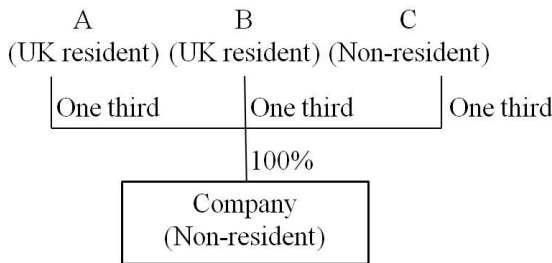 A B C
(UK resident) (UK resident) (Non-resident)
One third One third One third
100%
Company
(Non-resident)